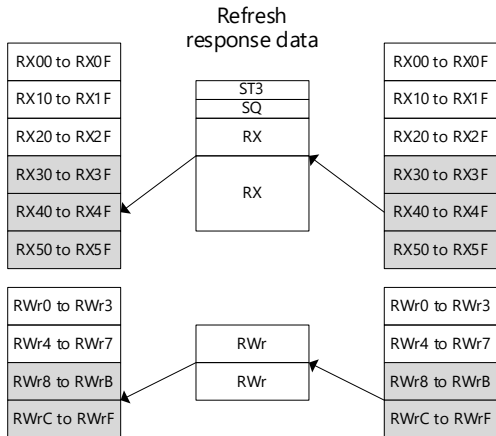 Refresh
response data
RX00 to RX0F
RX10 to RX1F
RX20 to RX2F
RX30 to RX3F
RX40 to RX4F
RX50 to RX5F
RWr0 to RWr3
RWr4 to RWr7
RWr8 to RWrB
RWrC to RWrF
ST3
SQ
RX
RX
RWr
RWr
RX00 to RX0F
RX10 to RX1F
RX20 to RX2F
RX30 to RX3F
RX40 to RX4F
RX50 to RX5F
RWr0 to RWr3
RWr4 to RWr7
RWr8 to RWrB
RWrC to RWrF